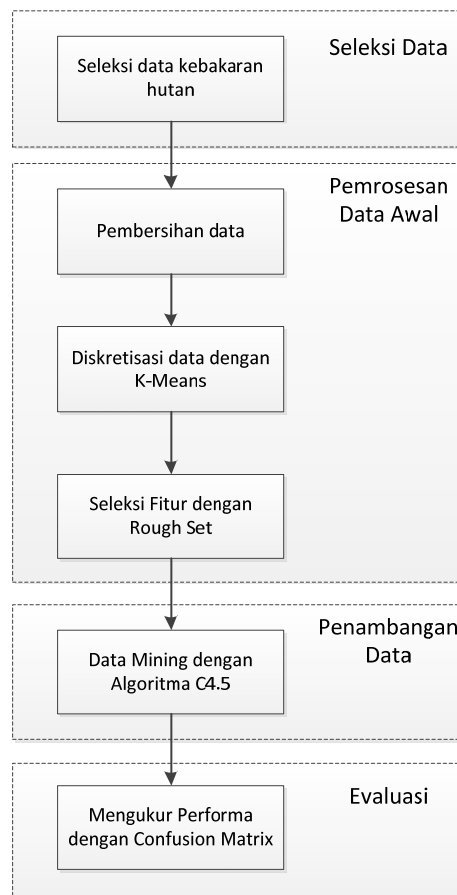 Seleksi Data
Seleksi data kebakaran
hutan
Pemrosesan
Data Awal
Pembersihan data
Diskretisasi data dengan
K-Means
Seleksi Fitur dengan
Rough Set
Penambangan
Data
Data Mining dengan
Algoritma C4.5
Evaluasi
Mengukur Performa
dengan Confusion Matrix